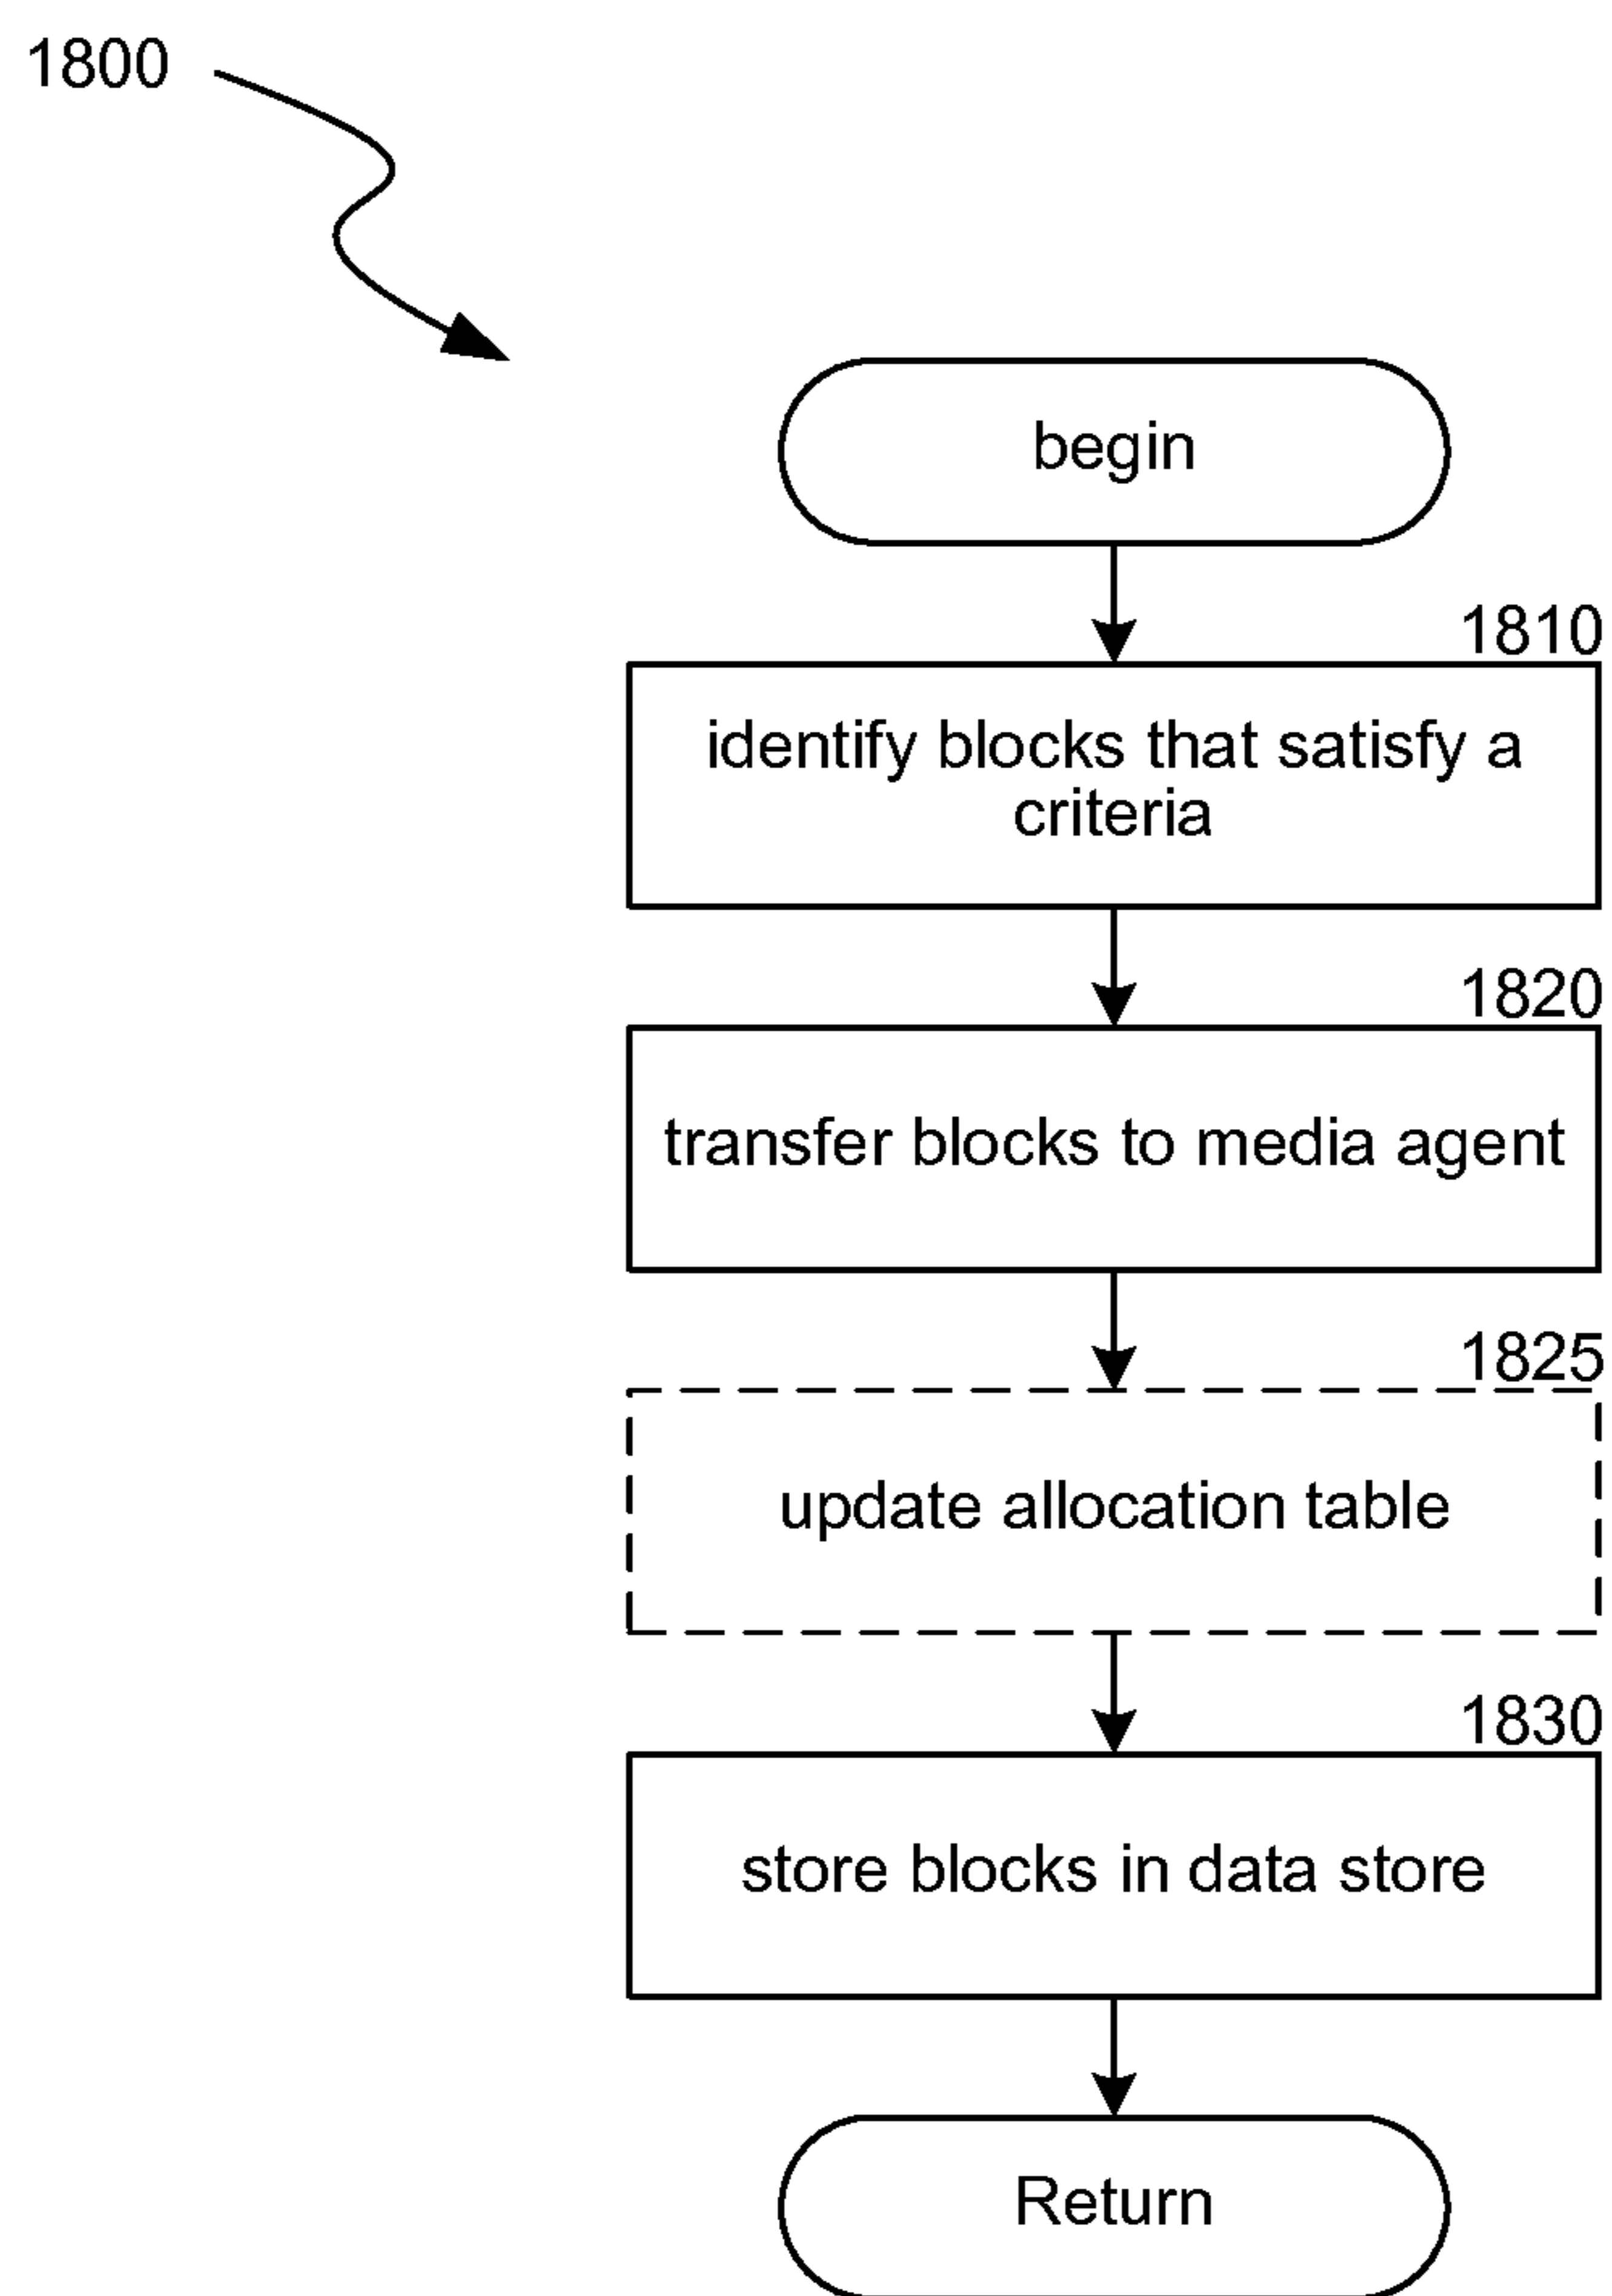 1800
begin
1810
identify blocks that satisfy a
criteria
1820
transfer blocks to media agent
1825
update allocation table
1830
store blocks in data store
Return